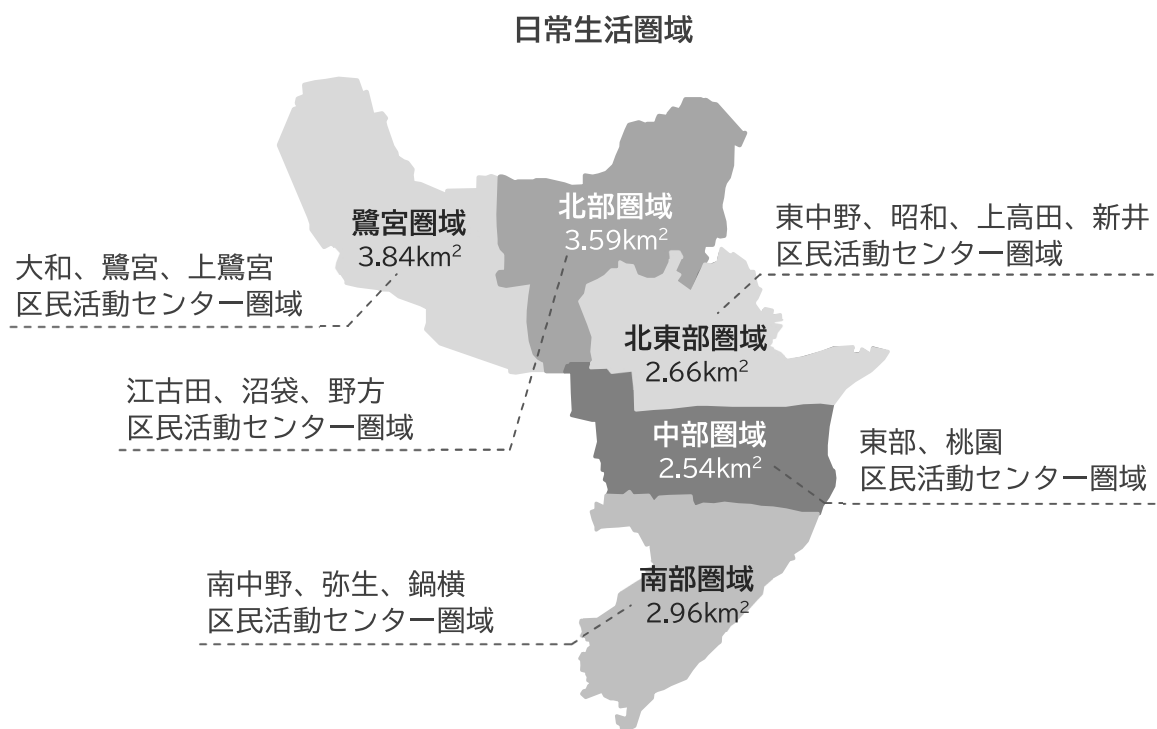 日常生活圏域
北部圏域
3.59km²
鷺宮圏域
3.84km²
東中野、昭和、上高田、新井
区民活動センター圏域
大和、鷺宮、上鷺宮
区民活動センター圏域
北東部圏域
2.66km²
江古田、沼袋、野方
区民活動センター圏域
中部圏域
2.54km²
東部、桃園
区民活動センター圏域
南中野、弥生、鍋横
区民活動センター圏域
南部圏域
2.96km²